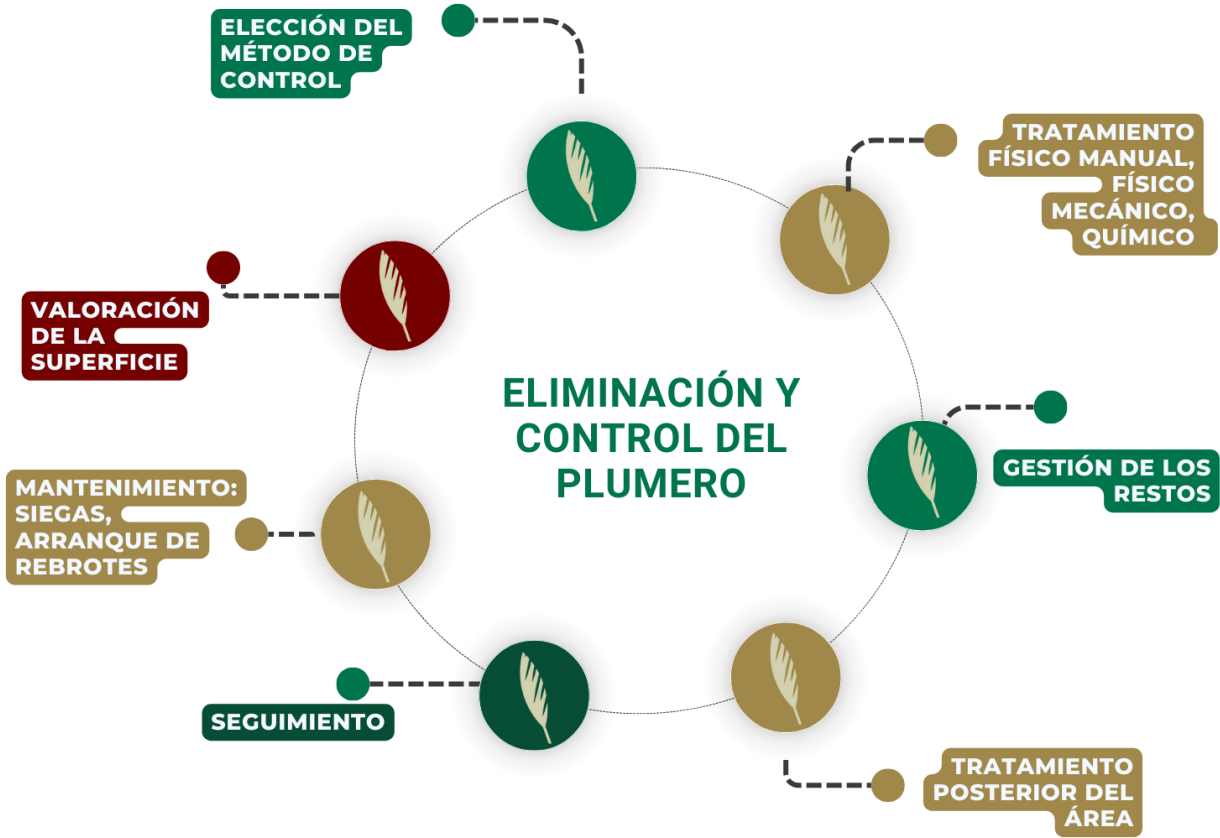 ELECCIÓN DEL
MÉTODO DE
CONTROL
TRATAMIENTO
FÍSICO MANUAL,
FÍSICO
MECÁNICO,
QUÍMICO
VALORACIÓN
DE LA
SUPERFICIE
ELIMINACIÓN Y
CONTROL DEL
PLUMERO
GESTIÓN DE LOS
RESTOS
MANTENIMIENTO:
SIEGAS,
ARRANQUE DE
REBROTES
SEGUIMIENTO
TRATAMIENTO
POSTERIOR DEL
ÁREA